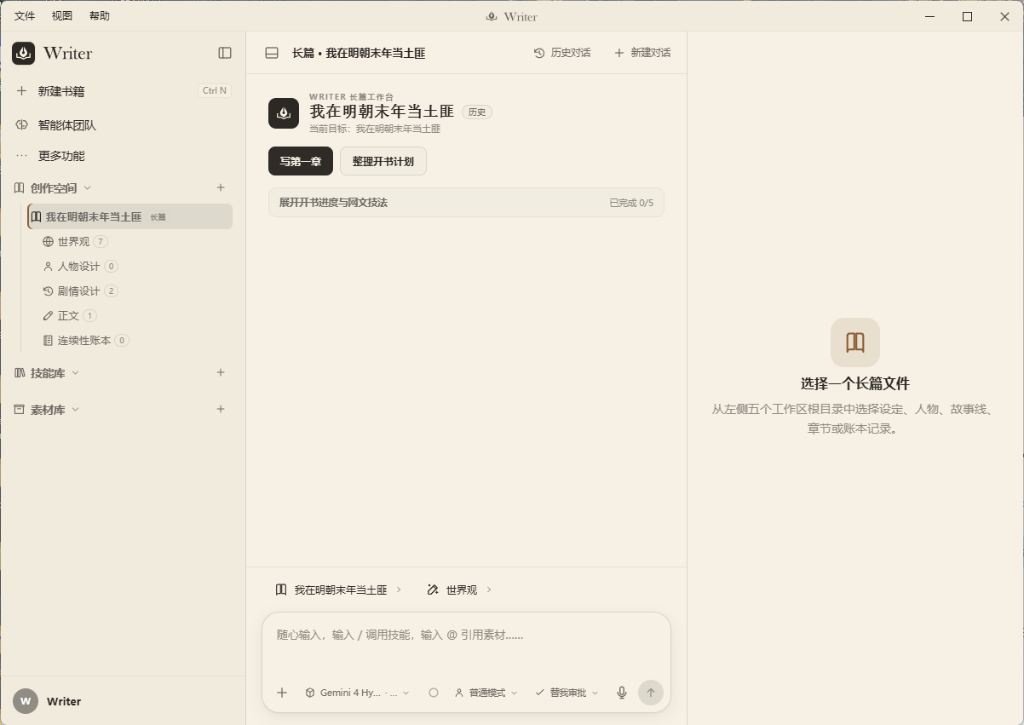 文件 视图 帮助
Writer
Writer
新建书籍 Ctrl N
智能体团队
更多功能
创作空间
我在明朝末年当土匪 长篇
世界观 7
人物设计 0
剧情设计 2
正文 1
连续性账本 0
技能库
素材库
W Writer
长篇 • 我在明朝末年当土匪 历史对话 新建对话
WRITER 长篇工作台
我在明朝末年当土匪 历史
当前目标：我在明朝末年当土匪
写第一章 整理开书计划
展开开书进度与网文技法 已完成 0/5
我在明朝末年当土匪 世界观
随心输入，输入 / 调用技能，输入 @ 引用素材......
Gemini 4 Hy... · ... 普通模式 替我审批
选择一个长篇文件
从左侧五个工作区根目录中选择设定、人物、故事线、
章节或账本记录。